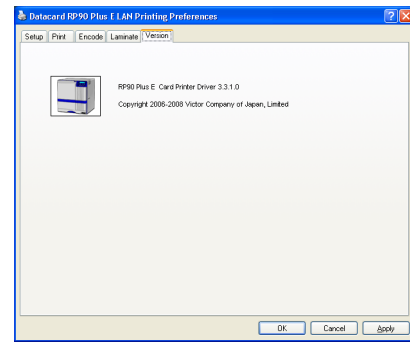 Datacard RP90 Plus E LAN Printing Preferences
Setup Print Encode Laminate Version
RP90 Plus E Card Printer Driver 3.3.1.0
Copyright 2006-2008 Victor Company of Japan, Limited
OK Cancel Apply